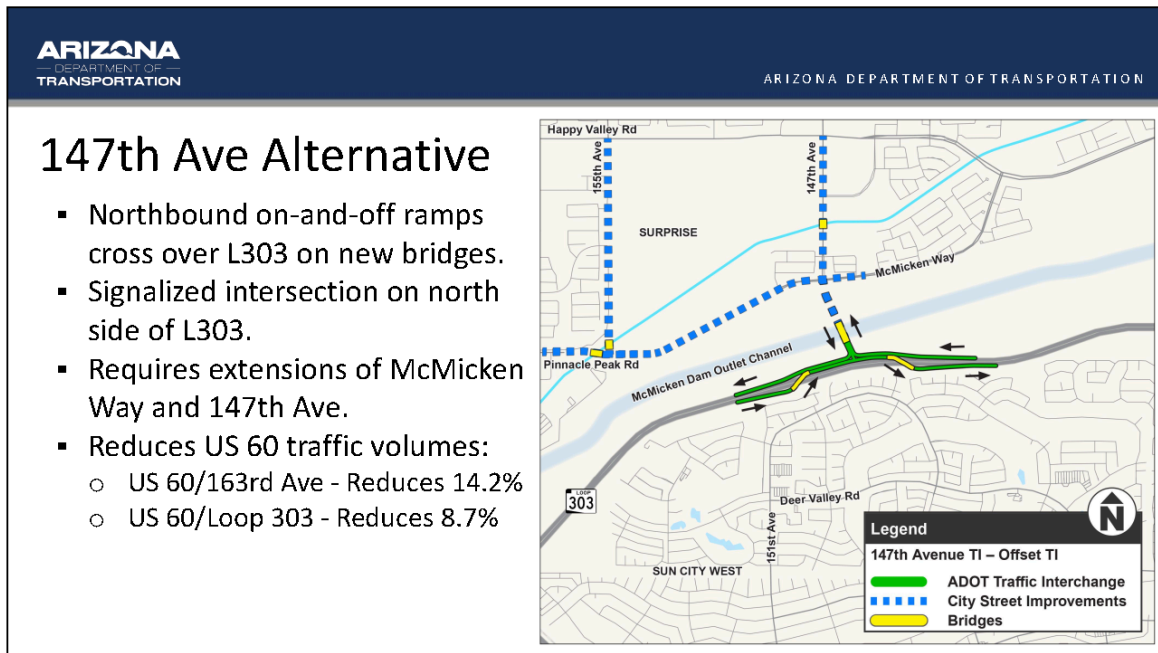 ARIZONA
DEPARTMENT OF
TRANSPORTATION
ARIZONA DEPARTMENT OF TRANSPORTATION
147th Ave Alternative
▪ Northbound on-and-off ramps
cross over L303 on new bridges.
▪ Signalized intersection on north
side of L303.
▪ Requires extensions of McMicken
Way and 147th Ave.
▪ Reduces US 60 traffic volumes:
o US 60/163rd Ave - Reduces 14.2%
o US 60/Loop 303 - Reduces 8.7%
Happy Valley Rd
155th Ave
147th Ave
SURPRISE
McMicken Way
Pinnacle Peak Rd
McMicken Dam Outlet Channel
LOOP
303
Deer Valley Rd
151st Ave
SUN CITY WEST
N
Legend
147th Avenue TI – Offset TI
ADOT Traffic Interchange
City Street Improvements
Bridges